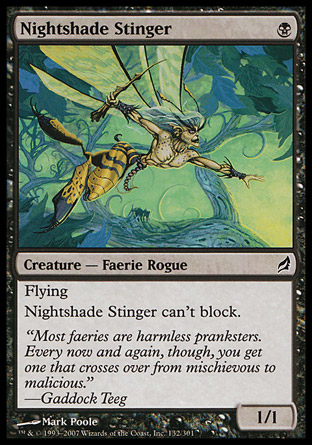 Nightshade Stinger
Creature — Faerie Rogue
Flying
Nightshade Stinger can't block.
"Most faeries are harmless pranksters.
Every now and again, though, you get
one that crosses over from mischievous to
malicious."
—Gaddock Teeg
Mark Poole
™ & © 1993–2007 Wizards of the Coast, Inc. 132/301
1/1